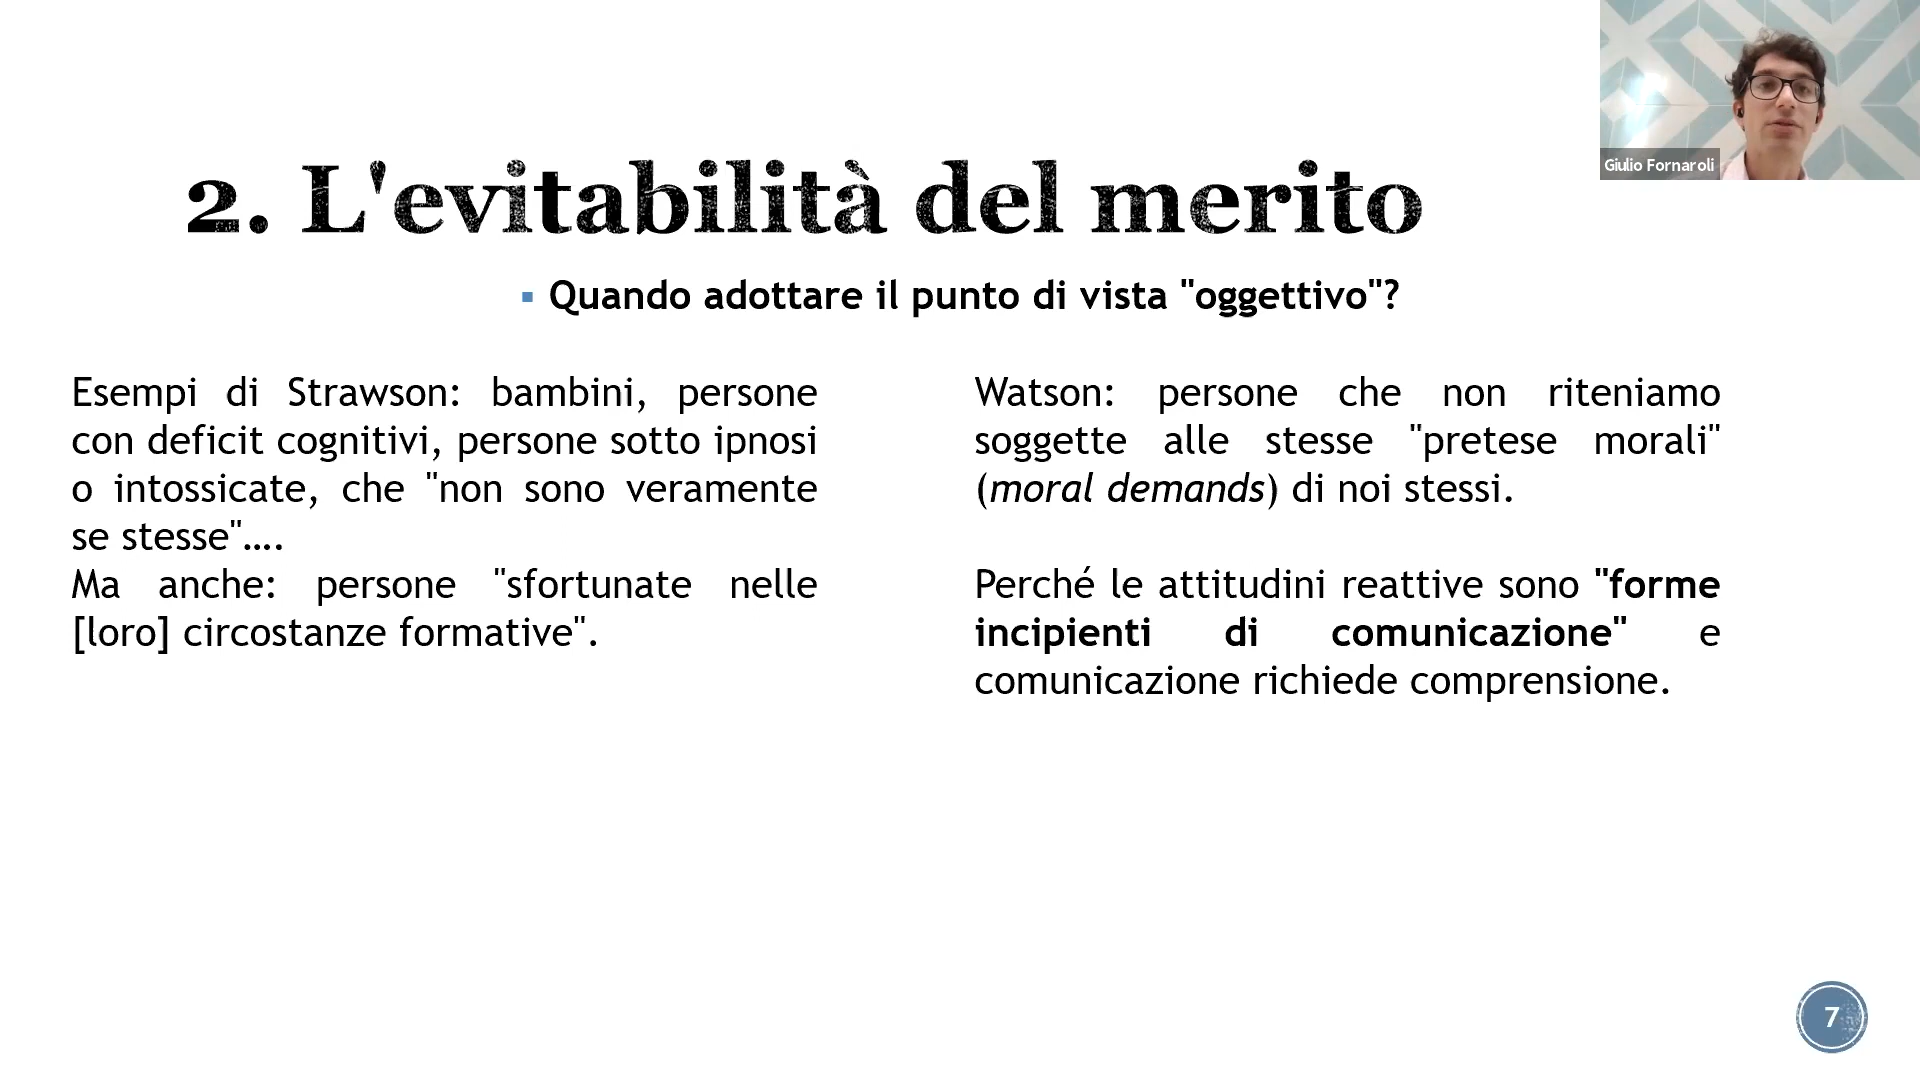 Giulio Fornaroli
2. L'evitabilità del merito
▪ Quando adottare il punto di vista "oggettivo"?
Esempi di Strawson: bambini, persone
con deficit cognitivi, persone sotto ipnosi
o intossicate, che "non sono veramente
se stesse"….
Ma anche: persone "sfortunate nelle
[loro] circostanze formative".
Watson: persone che non riteniamo
soggette alle stesse "pretese morali"
(moral demands) di noi stessi.
Perché le attitudini reattive sono "forme
incipienti di comunicazione" e
comunicazione richiede comprensione.
7